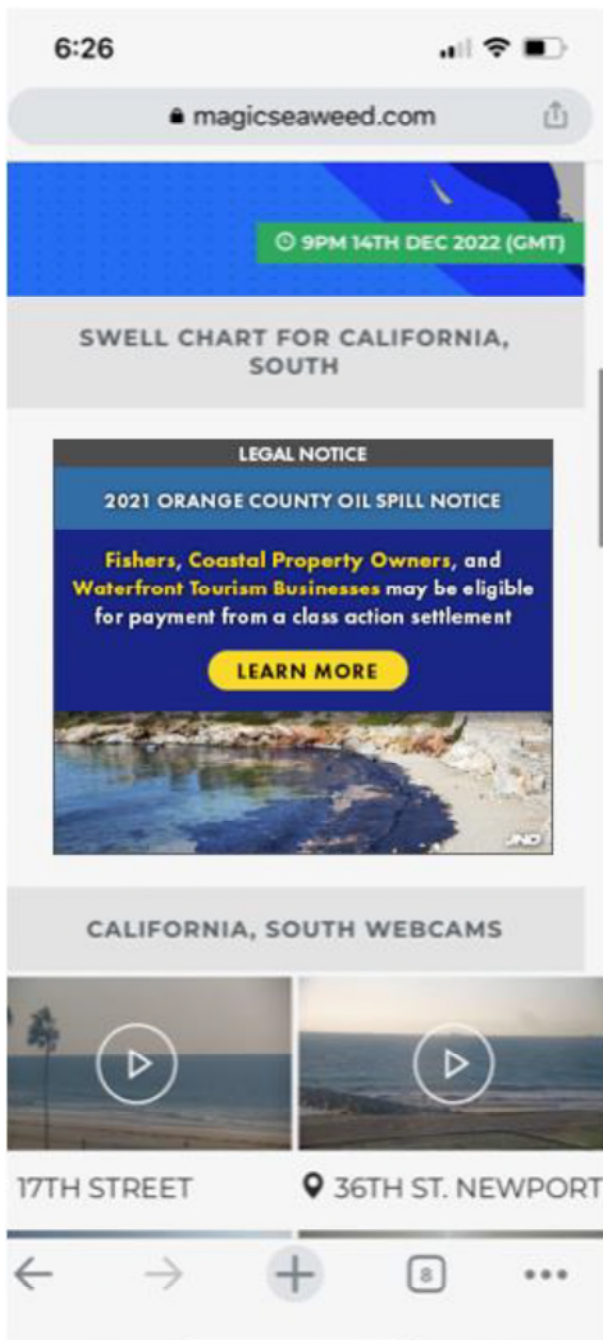 6:26
magicseaweed.com
9PM 14TH DEC 2022 (GMT)
SWELL CHART FOR CALIFORNIA,
SOUTH
LEGAL NOTICE
2021 ORANGE COUNTY OIL SPILL NOTICE
Fishers, Coastal Property Owners, and
Waterfront Tourism Businesses may be eligible
for payment from a class action settlement
LEARN MORE
JND
CALIFORNIA, SOUTH WEBCAMS
17TH STREET
36TH ST. NEWPORT
8